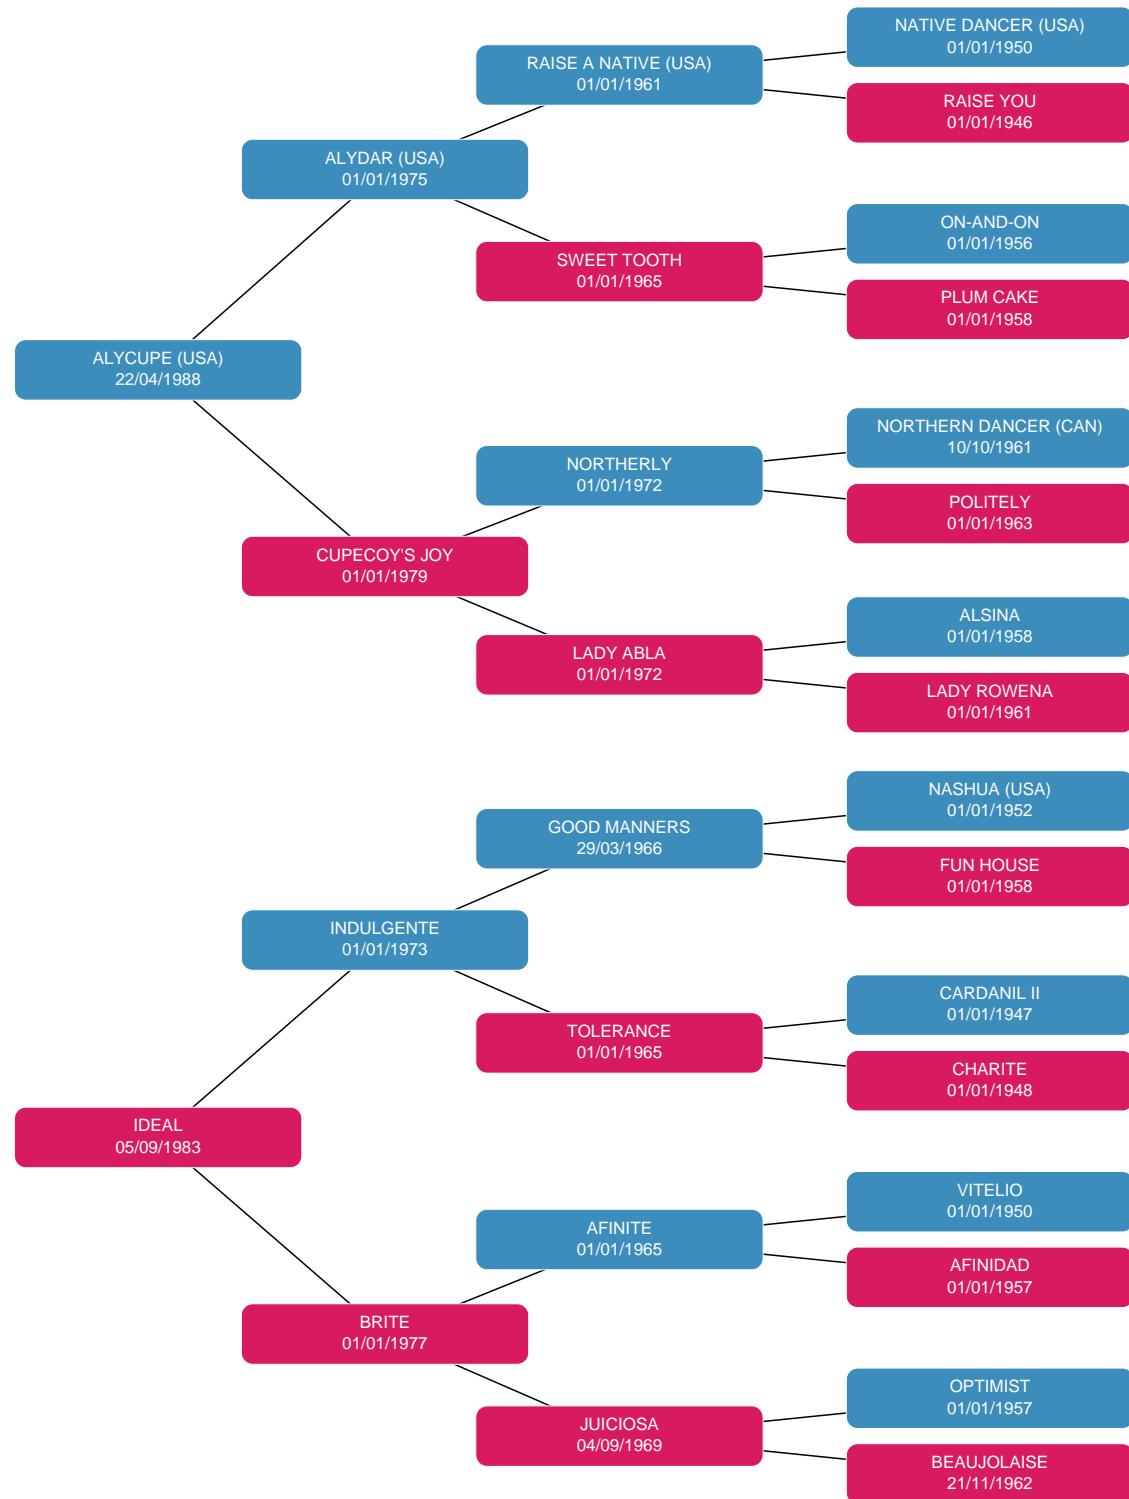 NATIVE DANCER (USA)
01/01/1950
RAISE A NATIVE (USA)
01/01/1961
RAISE YOU
01/01/1946
ALYDAR (USA)
01/01/1975
ON-AND-ON
01/01/1956
SWEET TOOTH
01/01/1965
PLUM CAKE
01/01/1958
ALYCUPE (USA)
22/04/1988
NORTHERN DANCER (CAN)
10/10/1961
NORTHERLY
01/01/1972
POLITELY
01/01/1963
CUPECOY'S JOY
01/01/1979
ALSINA
01/01/1958
LADY ABLA
01/01/1972
LADY ROWENA
01/01/1961
NASHUA (USA)
01/01/1952
GOOD MANNERS
29/03/1966
FUN HOUSE
01/01/1958
INDULGENTE
01/01/1973
CARDANIL II
01/01/1947
TOLERANCE
01/01/1965
CHARITE
01/01/1948
IDEAL
05/09/1983
VITELIO
01/01/1950
AFINITE
01/01/1965
AFINIDAD
01/01/1957
BRITE
01/01/1977
OPTIMIST
01/01/1957
JUICIOSA
04/09/1969
BEAUJOLAISE
21/11/1962